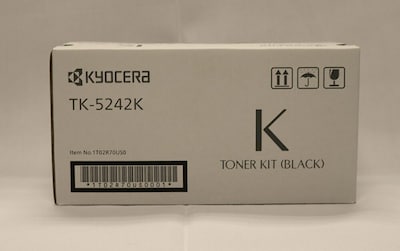 KYOCERA
TK-5242K
K
Item No.1T02R70US0
TONER KIT (BLACK)
*1T02R70US0001*